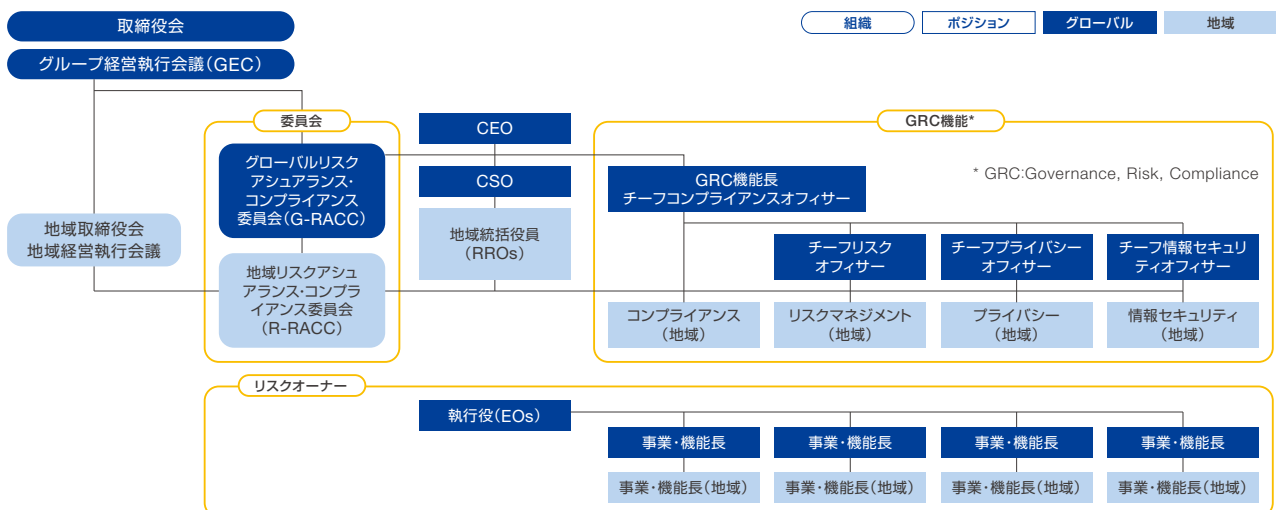 取締役会
グループ経営執行会議(GEC)
組織
ポジション
グローバル
地域
委員会
グローバルリスク
アシュアランス・
コンプライアンス
委員会(G-RACC)
地域取締役会
地域経営執行会議
地域リスクアシュ
アランス・コンプラ
イアンス委員会
(R-RACC)
CEO
CSO
地域統括役員
(RROs)
GRC機能*
* GRC:Governance, Risk, Compliance
GRC機能長
チーフコンプライアンスオフィサー
チーフリスク
オフィサー
チーフプライバシー
オフィサー
チーフ情報セキュリ
ティオフィサー
コンプライアンス
(地域)
リスクマネジメント
(地域)
プライバシー
(地域)
情報セキュリティ
(地域)
リスクオーナー
執行役(EOs)
事業・機能長
事業・機能長
事業・機能長
事業・機能長
事業・機能長(地域)
事業・機能長(地域)
事業・機能長(地域)
事業・機能長(地域)